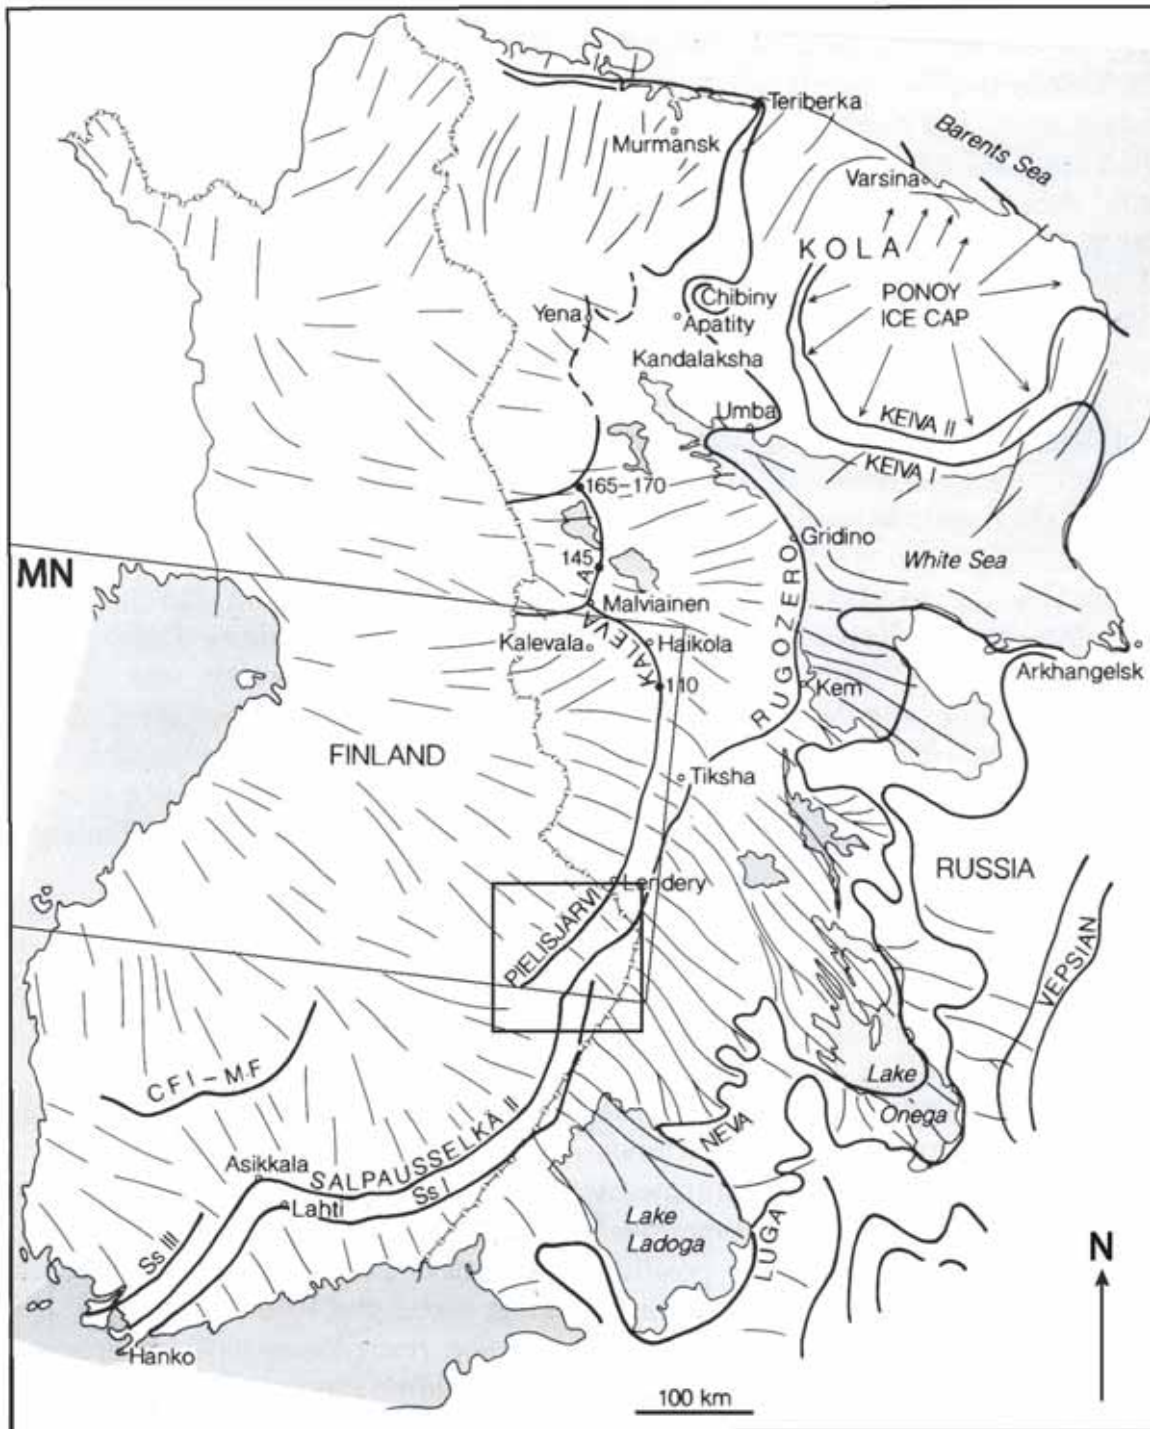 Teriberka
Murmansk
Barents Sea
Varsina
KOLA
PONOY
ICE CAP
Chibiny
Yena
Apatity
Kandalaksha
Umba
KEIVA II
KEIVA I
165–170
Gridino
White Sea
145
MN
Malviainen
KALEVALA
Kalevala
Haikola
RUGOZERO
Arkhangelsk
110
Kem
FINLAND
Tiksha
RUSSIA
Lendery
PIELISJÄRVI
VEPSIAN
CFI–MF
Lake
Onega
NEVA
Asikkala
SALPAUSSELKÄ II
Ss I
Lahti
Lake
Ladoga
LUGA
Ss III
N
Hanko
100 km